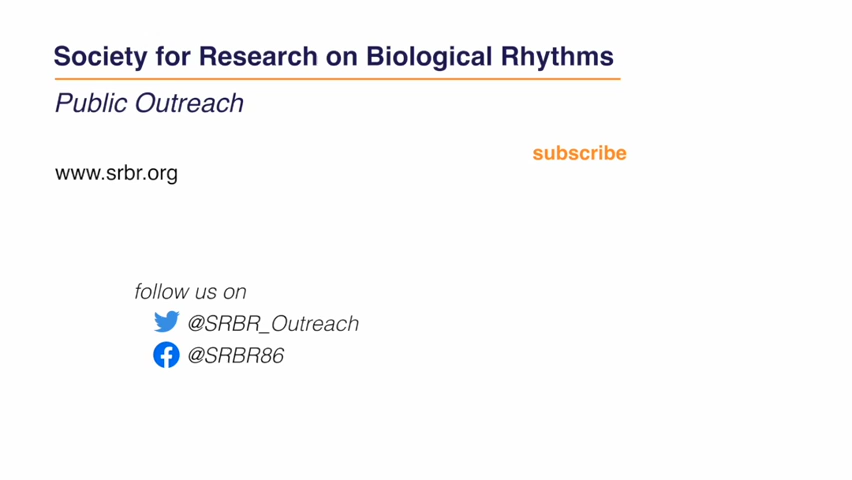 Society for Research on Biological Rhythms
Public Outreach
subscribe
www.srbr.org
follow us on
@SRBR_Outreach
@SRBR86